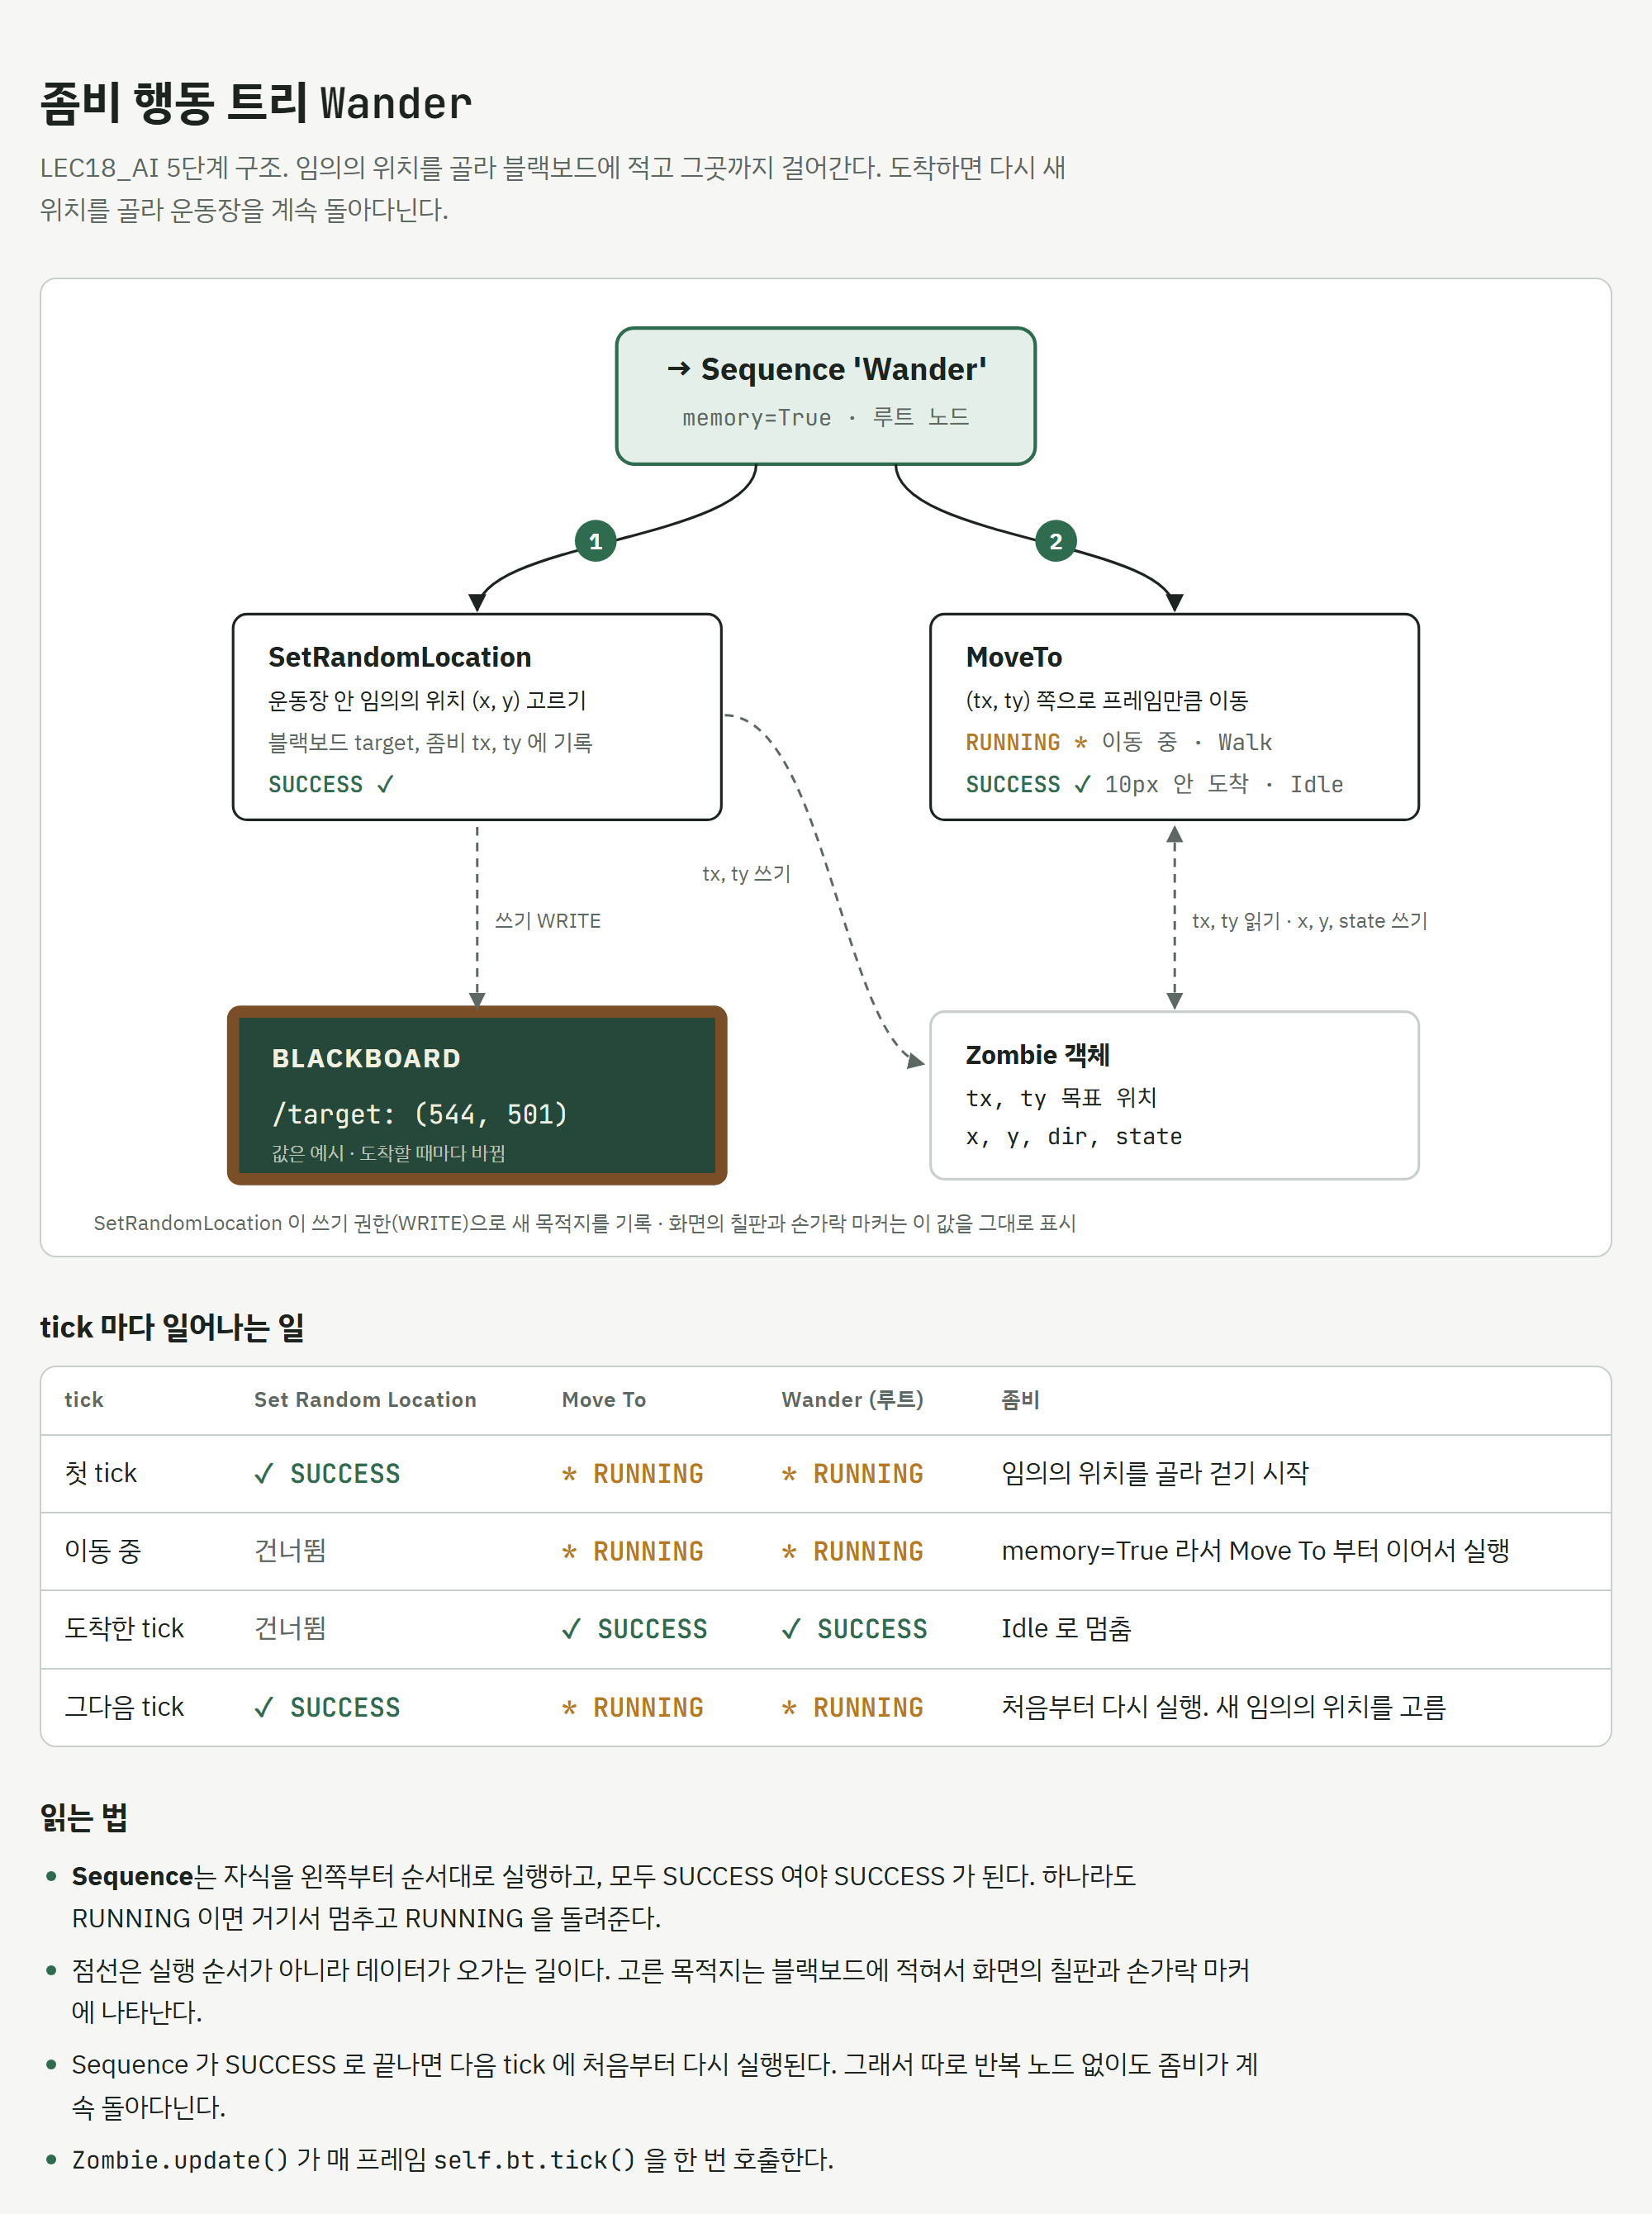 좀비 행동 트리 Wander
LEC18_AI 5단계 구조. 임의의 위치를 골라 블랙보드에 적고 그곳까지 걸어간다. 도착하면 다시 새
위치를 골라 운동장을 계속 돌아다닌다.
→ Sequence 'Wander'
memory=True · 루트 노드
1
2
SetRandomLocation
운동장 안 임의의 위치 (x, y) 고르기
블랙보드 target, 좀비 tx, ty 에 기록
SUCCESS ✓
MoveTo
(tx, ty) 쪽으로 프레임만큼 이동
RUNNING * 이동 중 · Walk
SUCCESS ✓ 10px 안 도착 · Idle
tx, ty 쓰기
쓰기 WRITE
tx, ty 읽기 · x, y, state 쓰기
BLACKBOARD
/target: (544, 501)
값은 예시 · 도착할 때마다 바뀜
Zombie 객체
tx, ty 목표 위치
x, y, dir, state
SetRandomLocation 이 쓰기 권한(WRITE)으로 새 목적지를 기록 · 화면의 칠판과 손가락 마커는 이 값을 그대로 표시
tick 마다 일어나는 일
tick Set Random Location Move To Wander (루트) 좀비
첫 tick ✓ SUCCESS * RUNNING * RUNNING 임의의 위치를 골라 걷기 시작
이동 중 건너뜀 * RUNNING * RUNNING memory=True 라서 Move To 부터 이어서 실행
도착한 tick 건너뜀 ✓ SUCCESS ✓ SUCCESS Idle 로 멈춤
그다음 tick ✓ SUCCESS * RUNNING * RUNNING 처음부터 다시 실행. 새 임의의 위치를 고름
읽는 법
Sequence는 자식을 왼쪽부터 순서대로 실행하고, 모두 SUCCESS 여야 SUCCESS 가 된다. 하나라도
RUNNING 이면 거기서 멈추고 RUNNING 을 돌려준다.
점선은 실행 순서가 아니라 데이터가 오가는 길이다. 고른 목적지는 블랙보드에 적혀서 화면의 칠판과 손가락 마커
에 나타난다.
Sequence 가 SUCCESS 로 끝나면 다음 tick 에 처음부터 다시 실행된다. 그래서 따로 반복 노드 없이도 좀비가 계
속 돌아다닌다.
Zombie.update() 가 매 프레임 self.bt.tick() 을 한 번 호출한다.